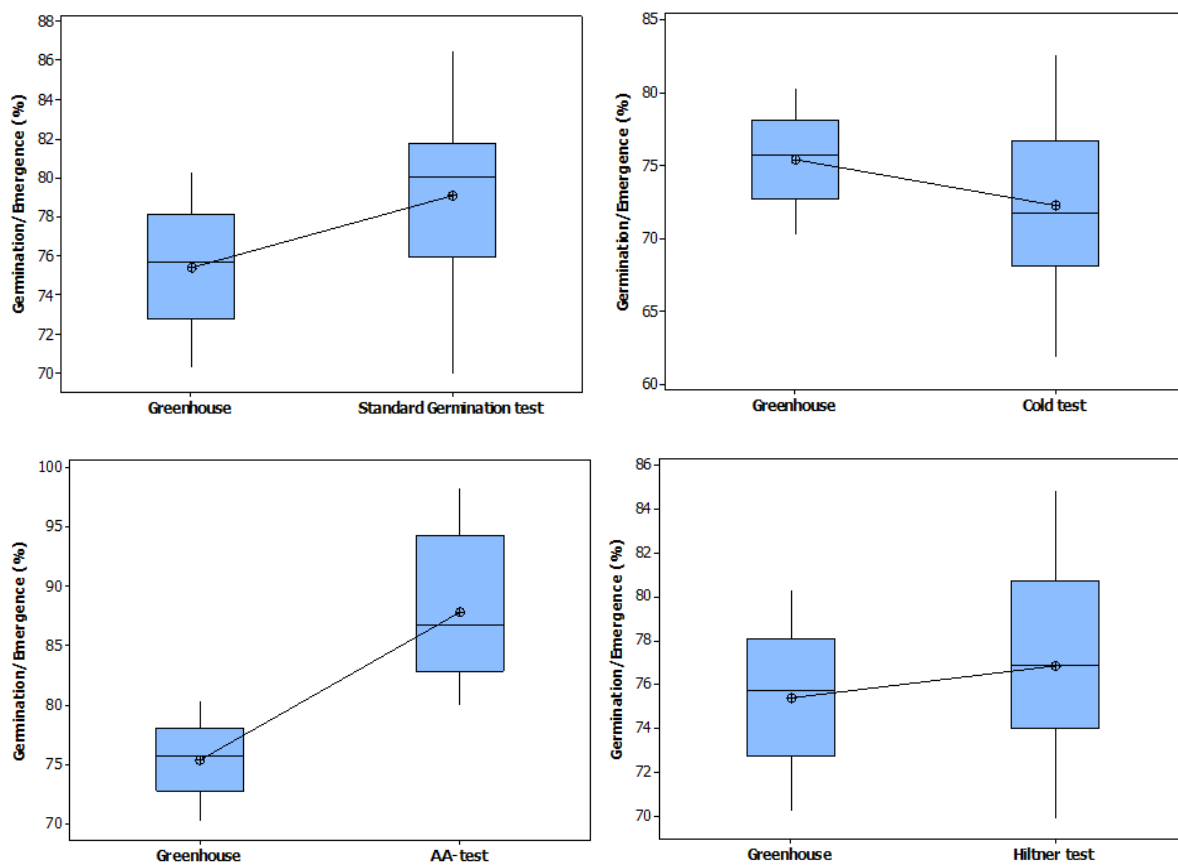 Germination/Emergence (%)
88
86
84
82
80
78
76
74
72
70
Greenhouse
Standard Germination test
Germination/Emergence (%)
85
80
75
70
65
60
Greenhouse
Cold test
Germination/Emergence (%)
100
95
90
85
80
75
70
Greenhouse
AA-test
Germination/Emergence (%)
86
84
82
80
78
76
74
72
70
Greenhouse
Hiltner test